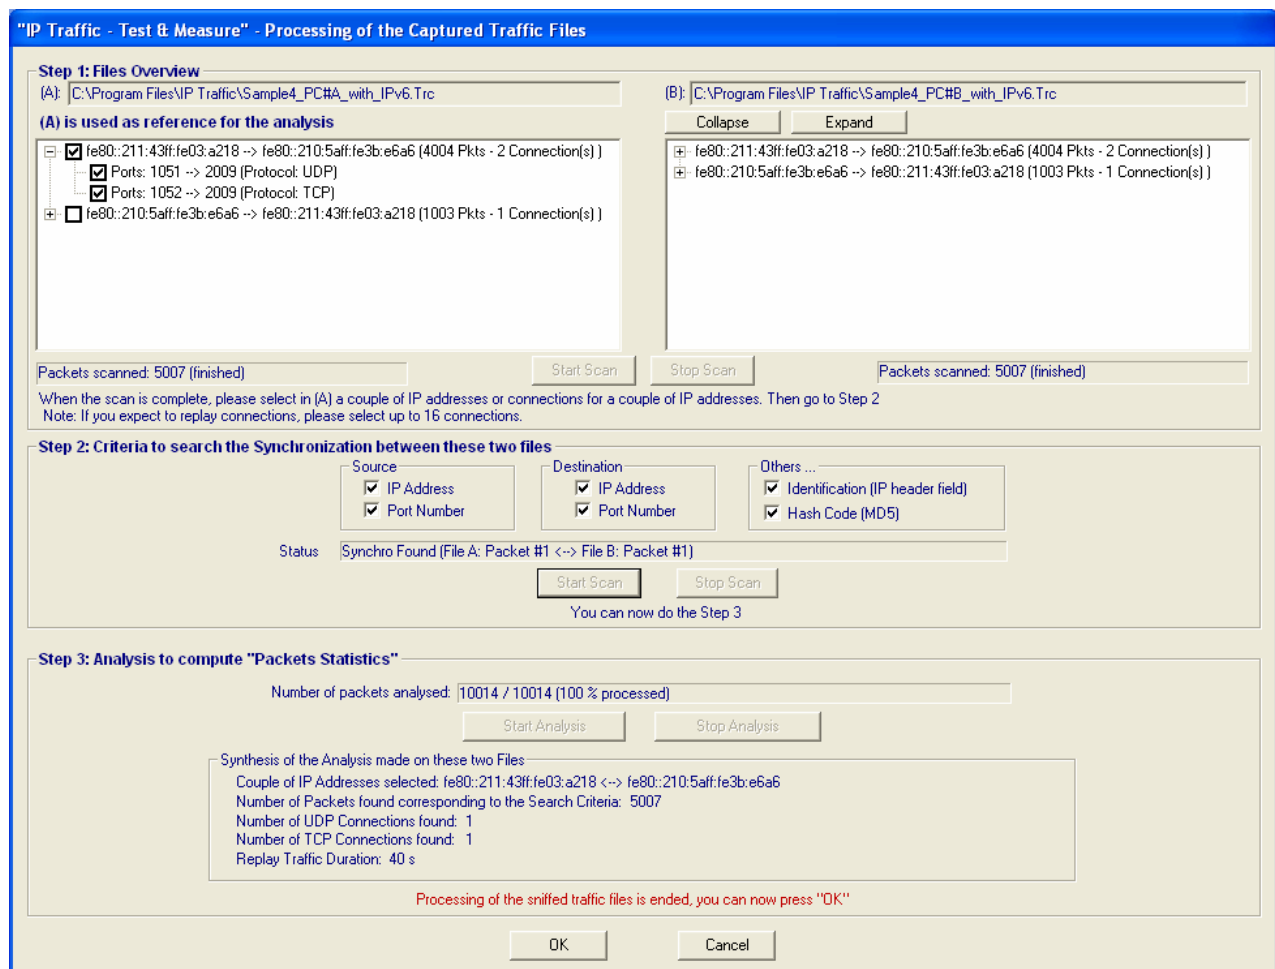 "IP Traffic - Test & Measure" - Processing of the Captured Traffic Files
Step 1: Files Overview
(A): C:\Program Files\IP Traffic\Sample4_PC#A_with_IPv6.Trc
(B): C:\Program Files\IP Traffic\Sample4_PC#B_with_IPv6.Trc
(A) is used as reference for the analysis
Collapse Expand
fe80::211:43ff:fe03:a218 --> fe80::210:5aff:fe3b:e6a6 (4004 Pkts - 2 Connection(s) )
Ports: 1051 --> 2009 (Protocol: UDP)
Ports: 1052 --> 2009 (Protocol: TCP)
fe80::210:5aff:fe3b:e6a6 --> fe80::211:43ff:fe03:a218 (1003 Pkts - 1 Connection(s) )
fe80::211:43ff:fe03:a218 --> fe80::210:5aff:fe3b:e6a6 (4004 Pkts - 2 Connection(s) )
fe80::210:5aff:fe3b:e6a6 --> fe80::211:43ff:fe03:a218 (1003 Pkts - 1 Connection(s) )
Packets scanned: 5007 (finished)
Start Scan Stop Scan
Packets scanned: 5007 (finished)
When the scan is complete, please select in (A) a couple of IP addresses or connections for a couple of IP addresses. Then go to Step 2
Note: If you expect to replay connections, please select up to 16 connections.
Step 2: Criteria to search the Synchronization between these two files
Source
IP Address
Port Number
Destination
IP Address
Port Number
Others ...
Identification (IP header field)
Hash Code (MD5)
Status Synchro Found (File A: Packet #1 <--> File B: Packet #1)
Start Scan Stop Scan
You can now do the Step 3
Step 3: Analysis to compute "Packets Statistics"
Number of packets analysed: 10014 / 10014 (100 % processed)
Start Analysis Stop Analysis
Synthesis of the Analysis made on these two Files
Couple of IP Addresses selected: fe80::211:43ff:fe03:a218 <--> fe80::210:5aff:fe3b:e6a6
Number of Packets found corresponding to the Search Criteria: 5007
Number of UDP Connections found: 1
Number of TCP Connections found: 1
Replay Traffic Duration: 40 s
Processing of the sniffed traffic files is ended, you can now press "OK"
OK Cancel